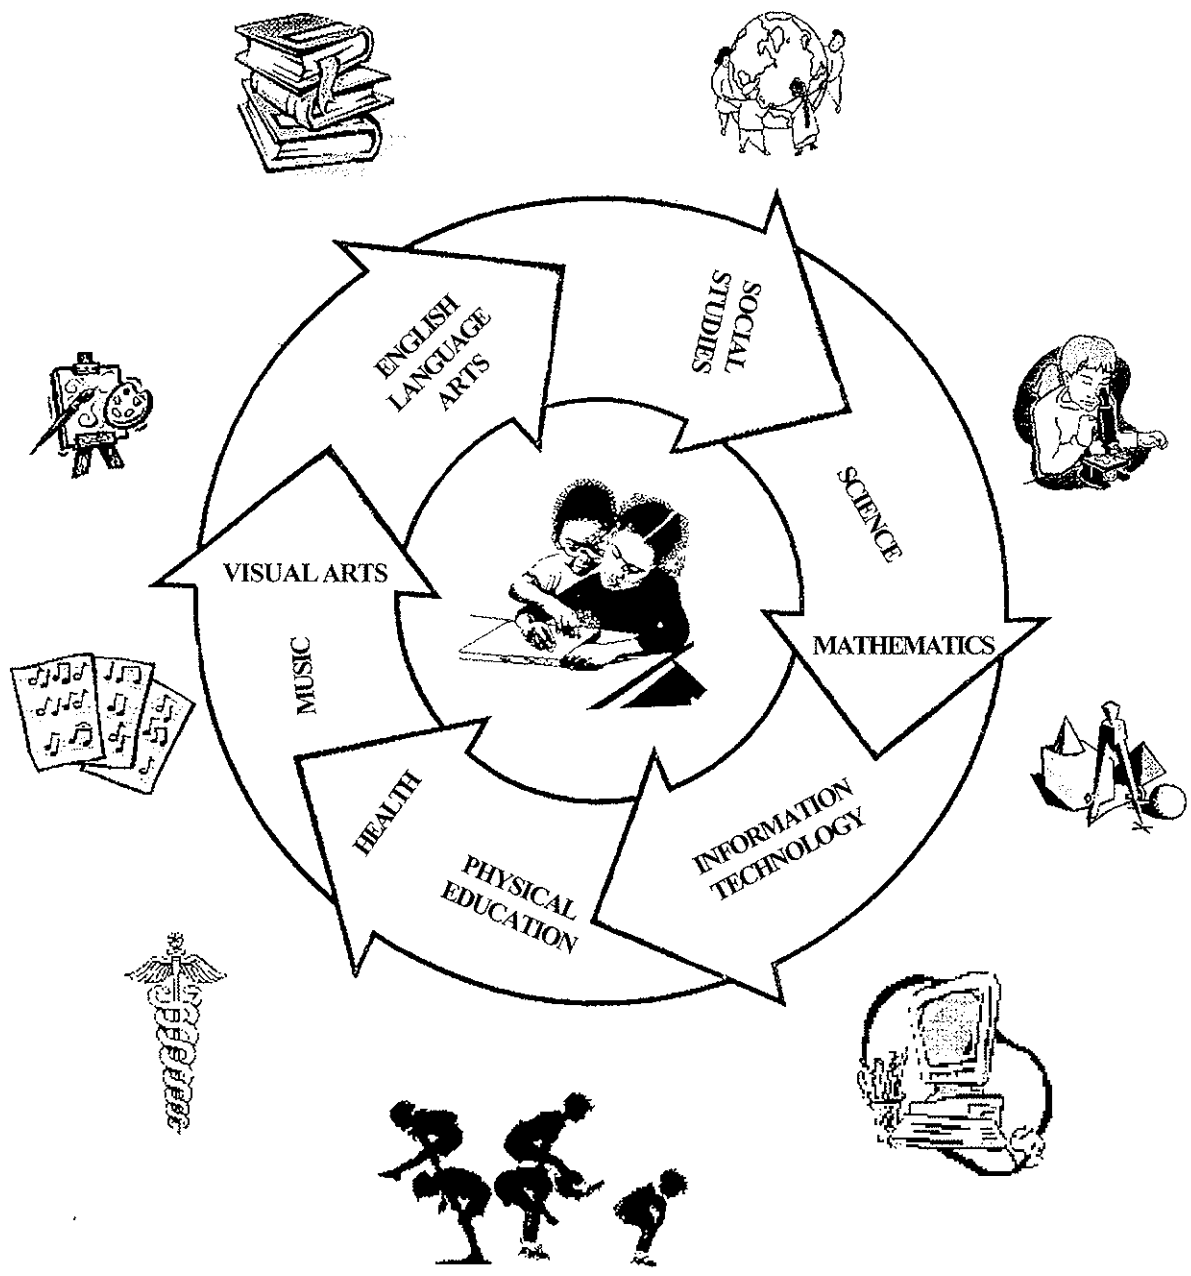 ENGLISH
LANGUAGE
ARTS
SOCIAL
STUDIES
SCIENCE
MATHEMATICS
INFORMATION
TECHNOLOGY
PHYSICAL
EDUCATION
HEALTH
MUSIC
VISUAL ARTS